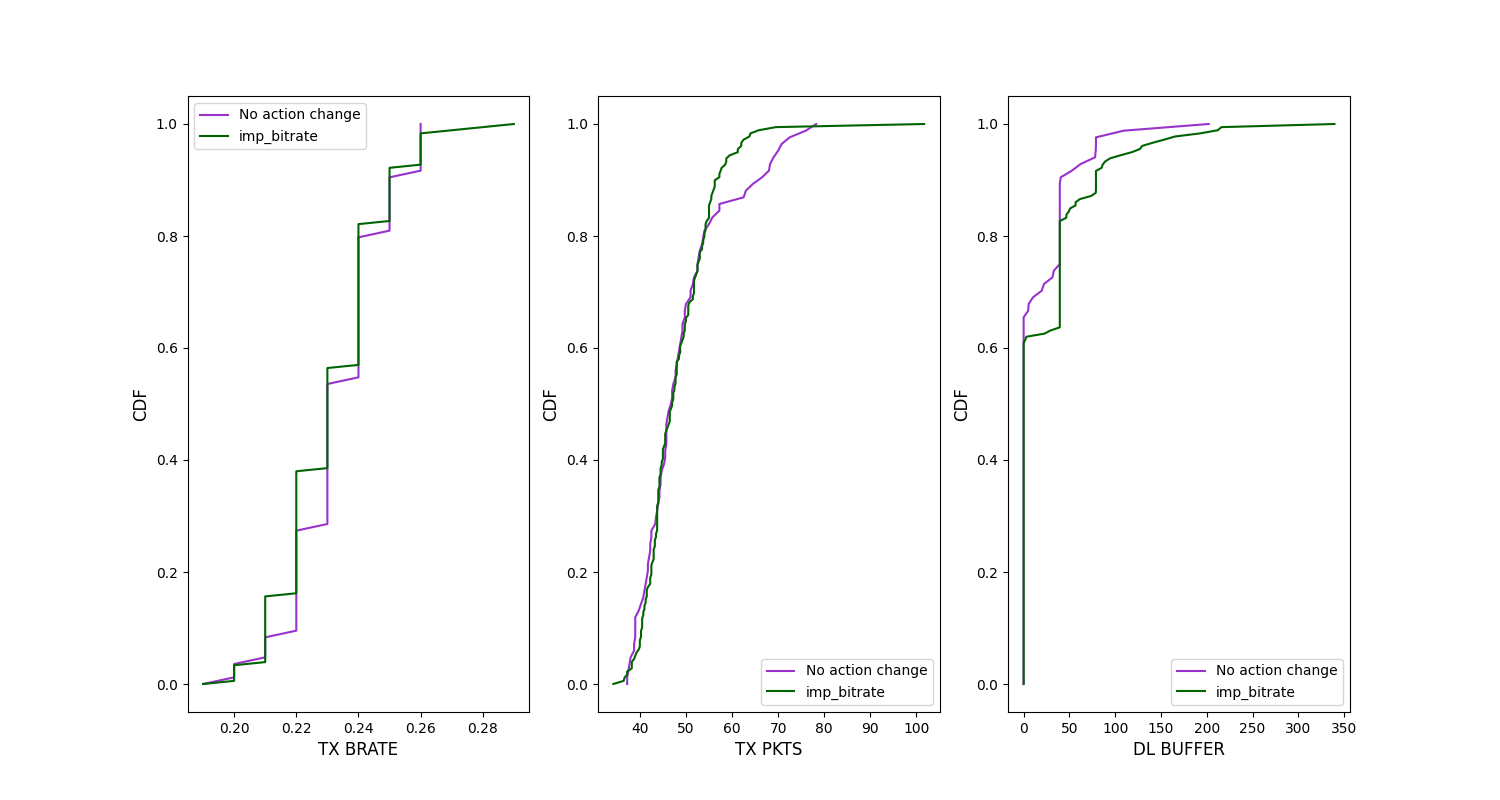 No action change
imp_bitrate
1.0
0.8
0.6
0.4
0.2
0.0
CDF
0.20 0.22 0.24 0.26 0.28
TX BRATE
1.0
0.8
0.6
0.4
0.2
0.0
CDF
No action change
imp_bitrate
40 50 60 70 80 90 100
TX PKTS
1.0
0.8
0.6
0.4
0.2
0.0
CDF
No action change
imp_bitrate
0 50 100 150 200 250 300 350
DL BUFFER